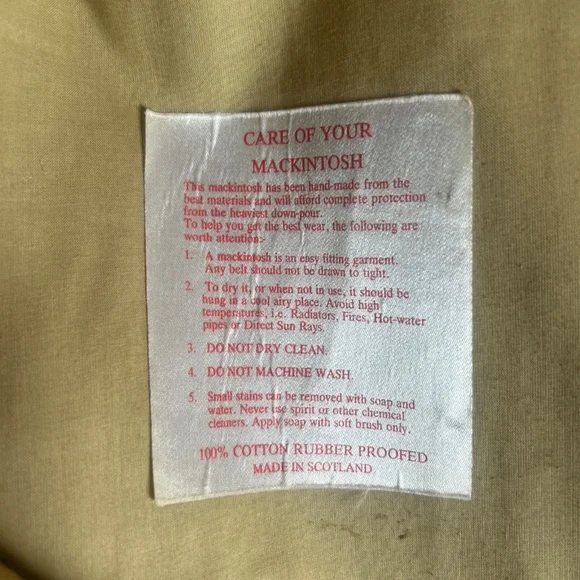 CARE OF YOUR
MACKINTOSH
This mackintosh has been hand-made from the
best materials and will afford complete protection
from the heaviest down-pour.
To help you get the best wear, the following are
worth attention:-
1. A mackintosh is an easy fitting garment.
Any belt should not be drawn to tight.
2. To dry it, or when not in use, it should be
hung in a cool airy place. Avoid high
temperatures, i.e. Radiators, Fires, Hot-water
pipes or Direct Sun Rays.
3. DO NOT DRY CLEAN.
4. DO NOT MACHINE WASH.
5. Small stains can be removed with soap and
water. Never use spirit or other chemical
cleaners. Apply soap with soft brush only.
100% COTTON RUBBER PROOFED
MADE IN SCOTLAND